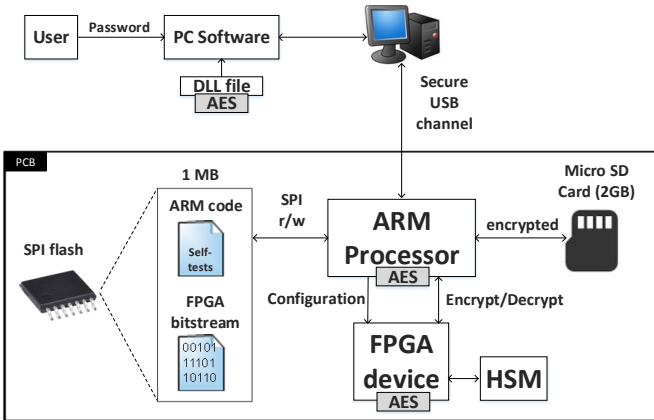 User
Password
PC Software
DLL file
AES
Secure
USB
channel
PCB
1 MB
ARM code
Self-
tests
SPI flash
FPGA
bitstream
00101
11101
10110
SPI
r/w
ARM
Processor
AES
encrypted
Micro SD
Card (2GB)
Configuration
Encrypt/Decrypt
FPGA
device
AES
HSM